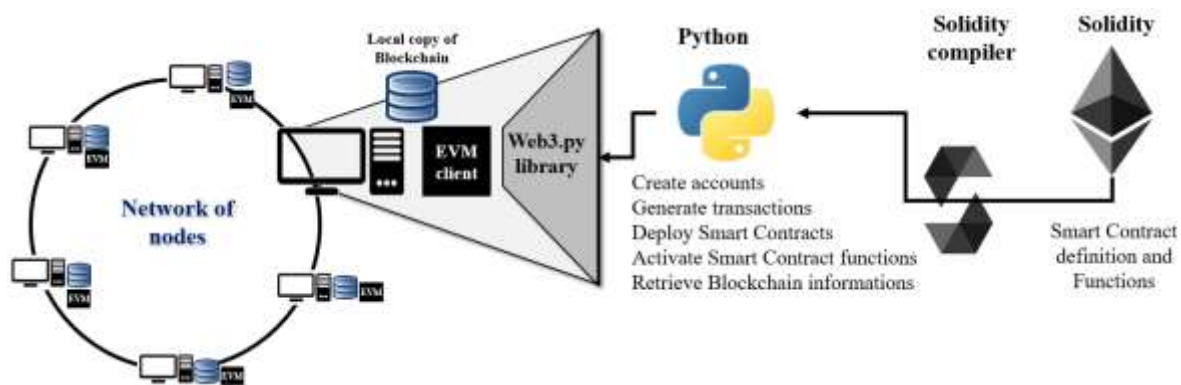 Local copy of
Blockchain
Python
Solidity
compiler
Solidity
EVM
EVM
EVM
client
Web3.py
library
Network of
nodes
Create accounts
Generate transactions
Deploy Smart Contracts
Activate Smart Contract functions
Retrieve Blockchain informations
Smart Contract
definition and
Functions
EVM
EVM
EVM